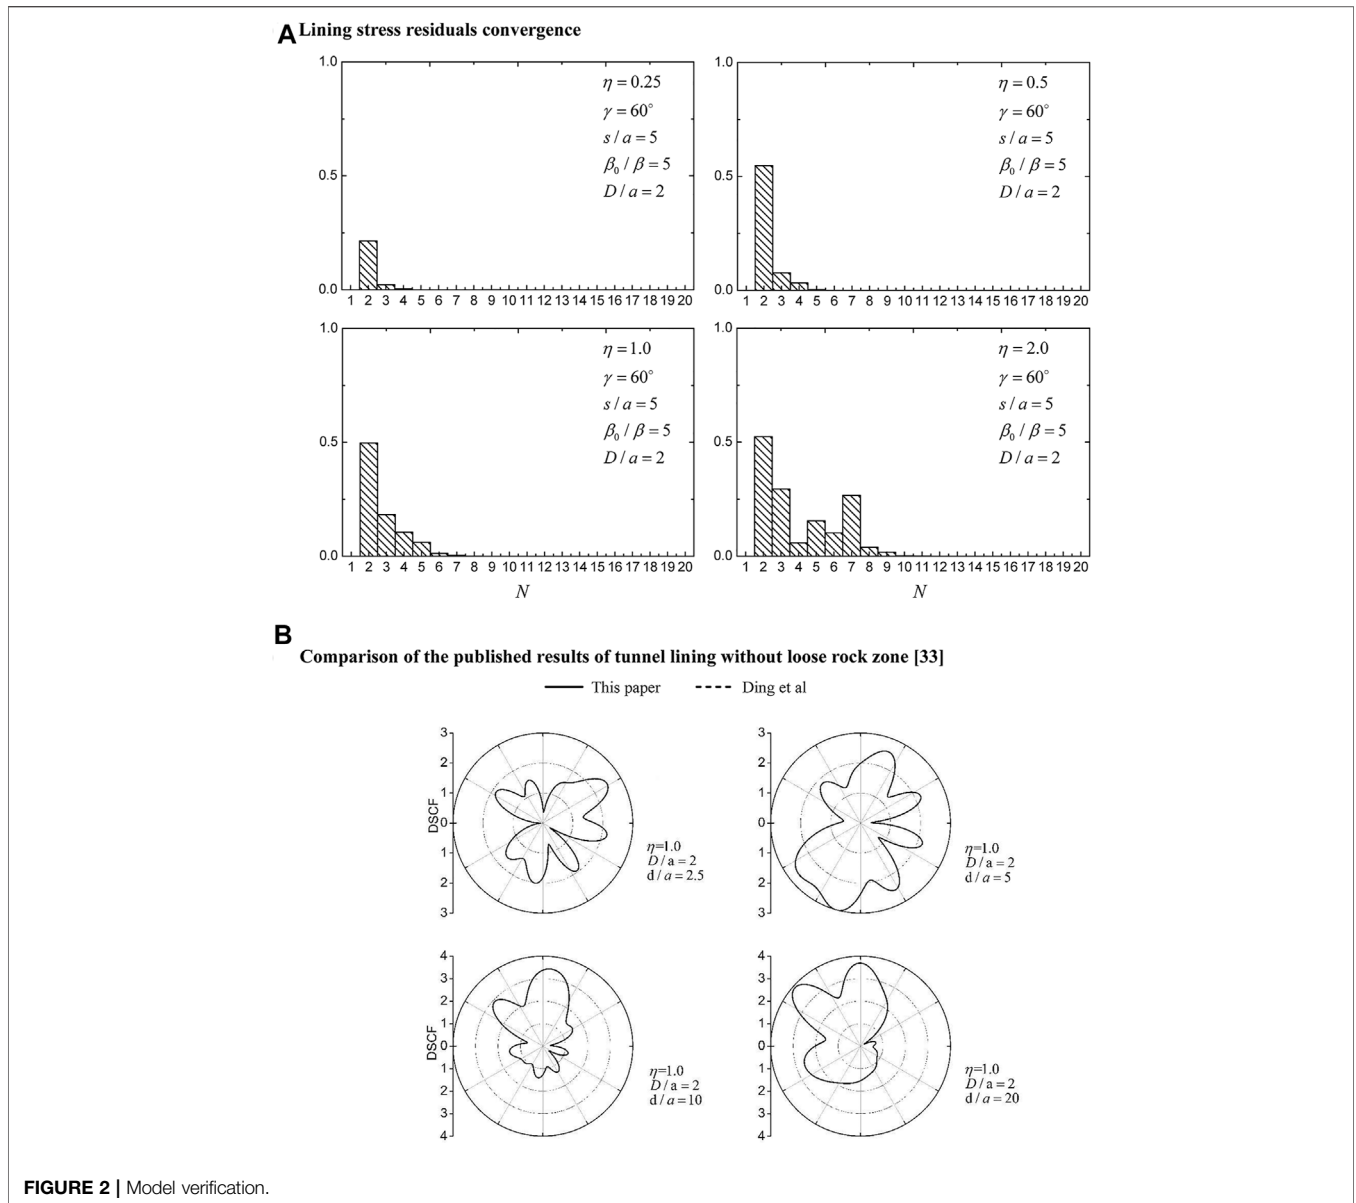 A Lining stress residuals convergence
1.0
0.5
0.0
η = 0.25
γ = 60°
s / a = 5
β₀ / β = 5
D / a = 2
1 2 3 4 5 6 7 8 9 10 11 12 13 14 15 16 17 18 19 20
1.0
0.5
0.0
η = 0.5
γ = 60°
s / a = 5
β₀ / β = 5
D / a = 2
1 2 3 4 5 6 7 8 9 10 11 12 13 14 15 16 17 18 19 20
1.0
0.5
0.0
η = 1.0
γ = 60°
s / a = 5
β₀ / β = 5
D / a = 2
1 2 3 4 5 6 7 8 9 10 11 12 13 14 15 16 17 18 19 20
N
1.0
0.5
0.0
η = 2.0
γ = 60°
s / a = 5
β₀ / β = 5
D / a = 2
1 2 3 4 5 6 7 8 9 10 11 12 13 14 15 16 17 18 19 20
N
B
Comparison of the published results of tunnel lining without loose rock zone [33]
This paper Ding et al
3
2
1
0
1
2
3
DSCF
η=1.0
D / a = 2
d / a = 2.5
3
2
1
0
1
2
3
η=1.0
D / a = 2
d / a = 5
4
3
2
1
0
1
2
3
4
DSCF
η=1.0
D / a = 2
d / a = 10
4
3
2
1
0
1
2
3
4
η=1.0
D / a = 2
d / a = 20
FIGURE 2 | Model verification.